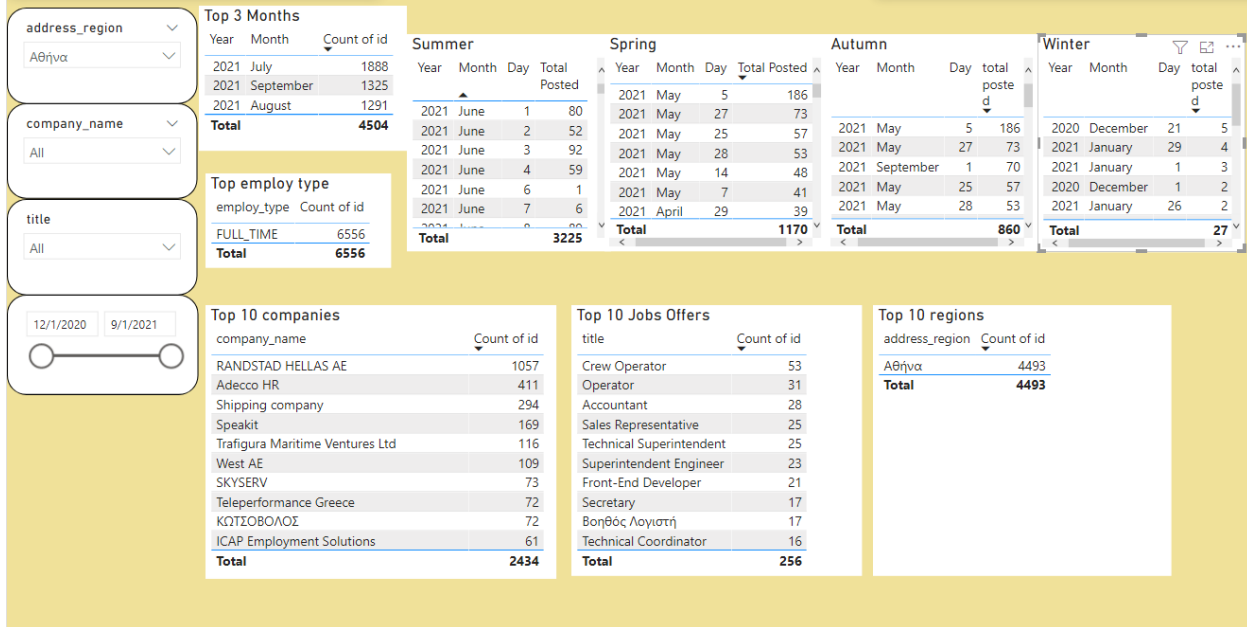 address_region
Αθήνα
company_name
All
title
All
12/1/2020 9/1/2021
Top 3 Months
Year Month Count of id
2021 July 1888
2021 September 1325
2021 August 1291
Total 4504
Top employ type
employ_type Count of id
FULL_TIME 6556
Total 6556
Summer
Year Month Day Total Posted
2021 June 1 80
2021 June 2 52
2021 June 3 92
2021 June 4 59
2021 June 6 1
2021 June 7 6
Total 3225
Spring
Year Month Day Total Posted
2021 May 5 186
2021 May 27 73
2021 May 25 57
2021 May 28 53
2021 May 14 48
2021 May 7 41
2021 April 29 39
Total 1170
Autumn
Year Month Day total
poste
d
2021 May 5 186
2021 May 27 73
2021 September 1 70
2021 May 25 57
2021 May 28 53
Total 860
Winter
Year Month Day total
poste
d
2020 December 21 5
2021 January 29 4
2021 January 1 3
2020 December 1 2
2021 January 26 2
Total 27
Top 10 companies
company_name Count of id
RANDSTAD HELLAS AE 1057
Adecco HR 411
Shipping company 294
Speakit 169
Trafigura Maritime Ventures Ltd 116
West AE 109
SKYSERV 73
Teleperformance Greece 72
ΚΩΤΣΟΒΟΛΟΣ 72
ICAP Employment Solutions 61
Total 2434
Top 10 Jobs Offers
title Count of id
Crew Operator 53
Operator 31
Accountant 28
Sales Representative 25
Technical Superintendent 25
Superintendent Engineer 23
Front-End Developer 21
Secretary 17
Βοηθός Λογιστή 17
Technical Coordinator 16
Total 256
Top 10 regions
address_region Count of id
Αθήνα 4493
Total 4493